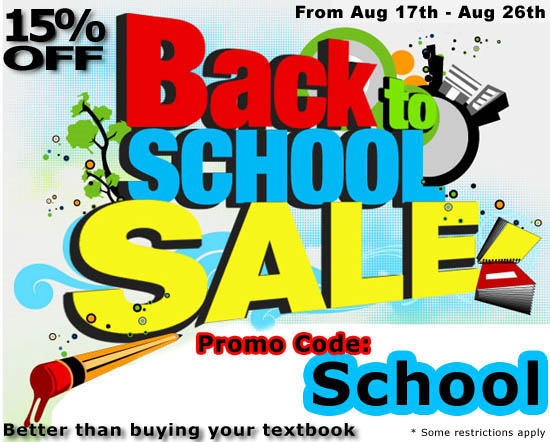 15%
OFF
From Aug 17th - Aug 26th
Back to
SCHOOL
SALE
Promo Code:
School
Better than buying your textbook
* Some restrictions apply